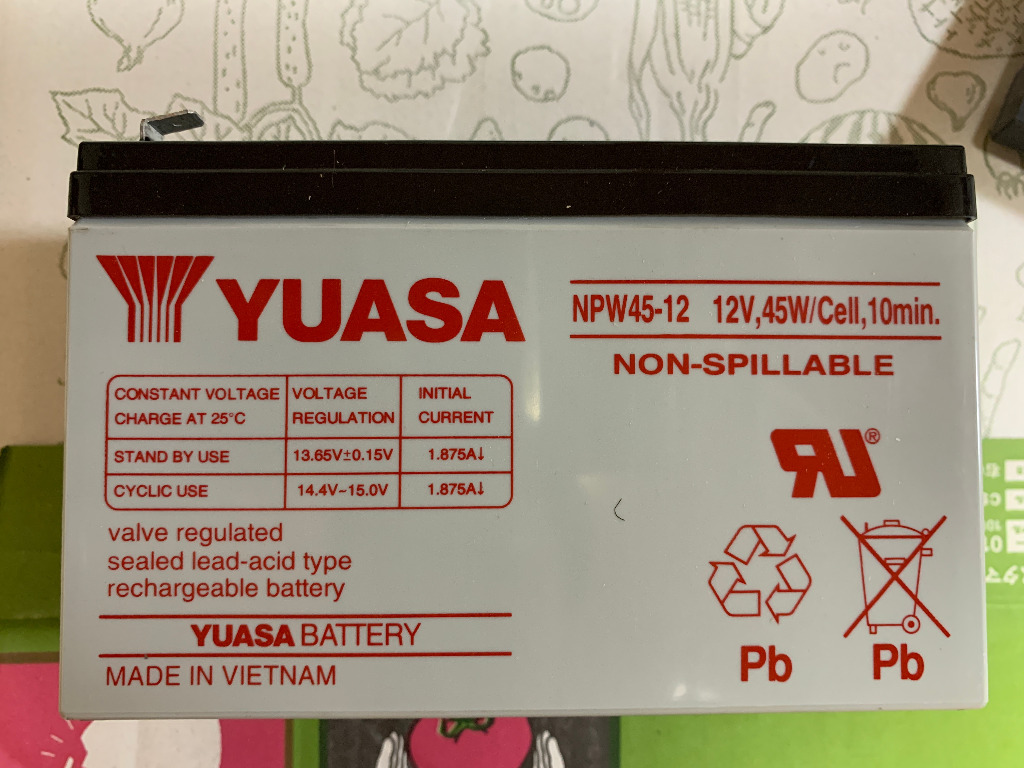 YUASA
NPW45-12 12V,45W/Cell,10min.
NON-SPILLABLE
CONSTANT VOLTAGE CHARGE AT 25°C VOLTAGE REGULATION INITIAL CURRENT
STAND BY USE 13.65V±0.15V 1.875A↓
CYCLIC USE 14.4V~15.0V 1.875A↓
valve regulated
sealed lead-acid type
rechargeable battery
YUASA BATTERY
MADE IN VIETNAM
RU®
Pb
Pb